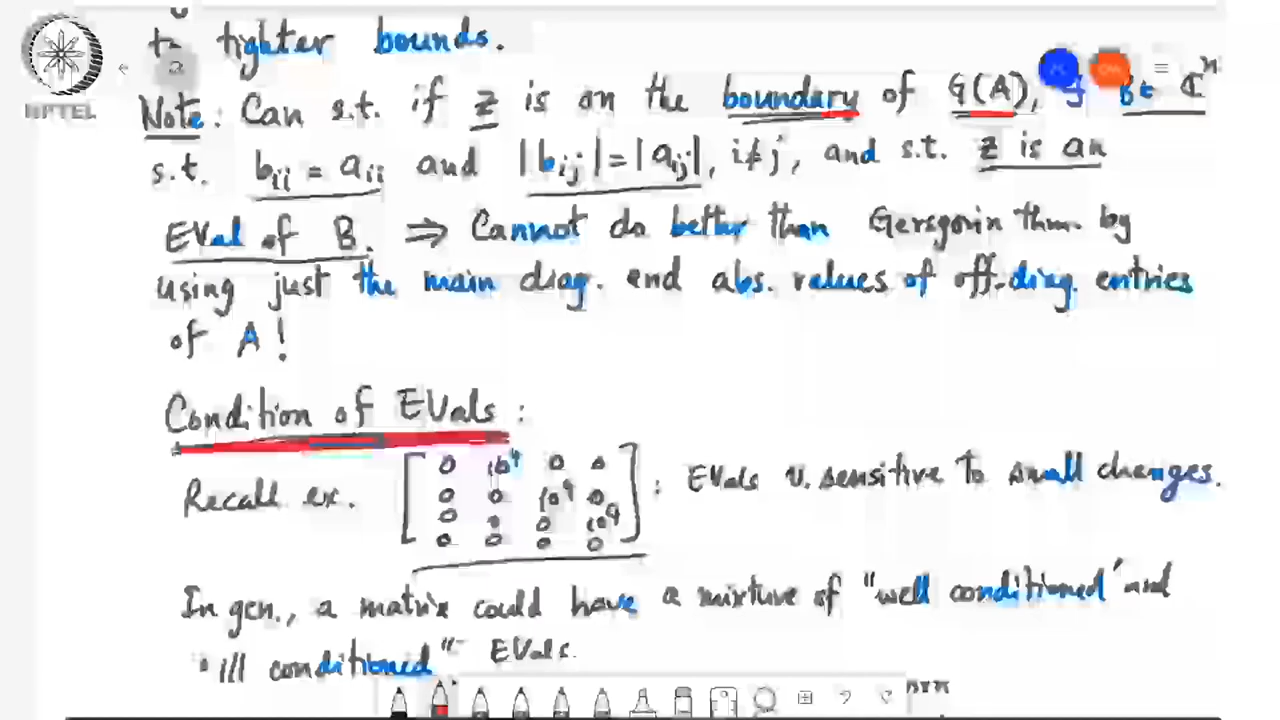 to tighter bounds.
NPTEL
Note: Can s.t. if z is on the boundary of G(A), ∃ B ∈ ℂⁿ
s.t. bᵢᵢ = aᵢᵢ and |bᵢⱼ| = |aᵢⱼ|, i≠j, and s.t. z is an
EVal of B. ⇒ Cannot do better than Gersgorin thm. by
using just the main diag. and abs. values of off-diag. entries
of A!
Condition of EVals :
Recall ex. [0 10⁴ 0 0 : EVals v. sensitive to small changes.
0 0 10⁴ 0
0 0 0 10⁴
0 0 0 0]
In gen., a matrix could have a mixture of "well conditioned" and
"ill conditioned" EVals.